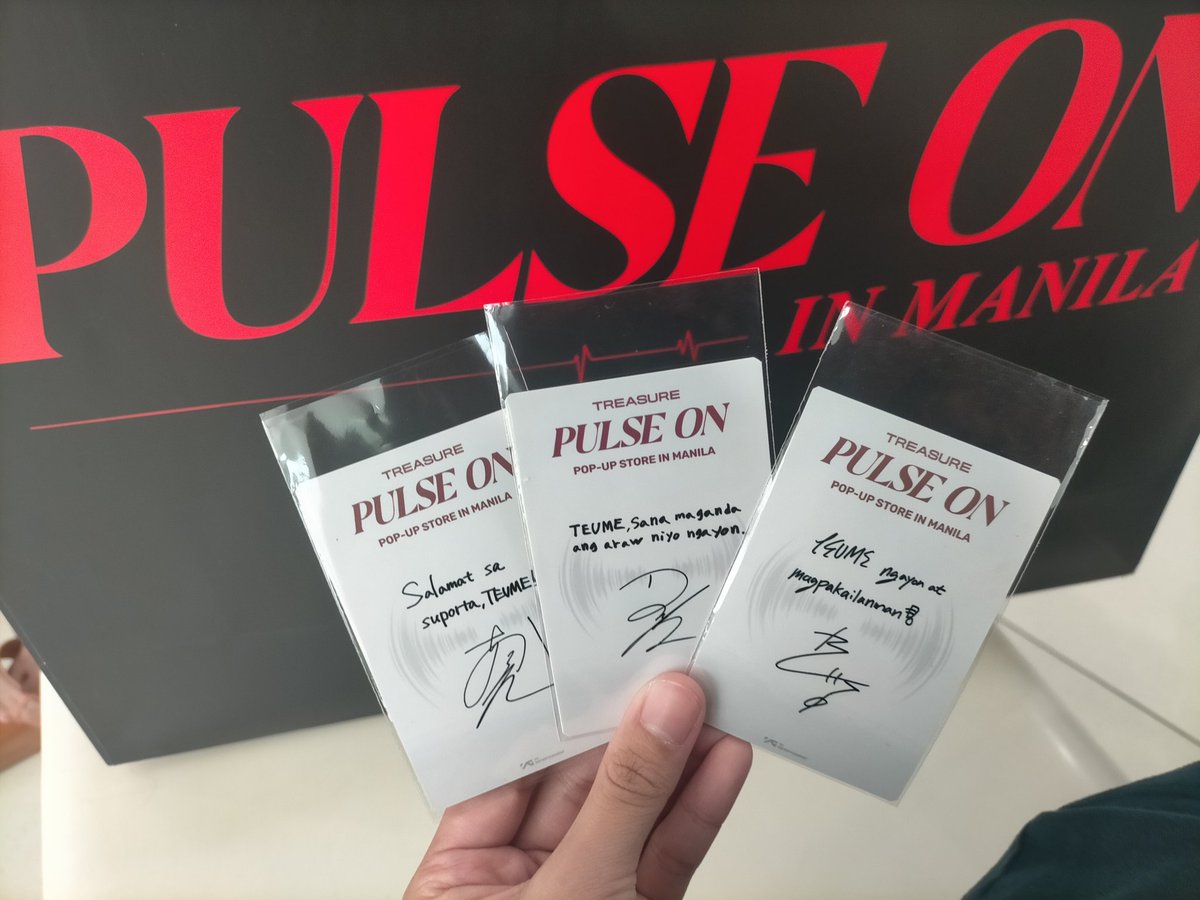 PULSE ON
IN MANILA
TREASURE
PULSE ON
POP-UP STORE IN MANILA
Salamat sa
suporta, TEUME!
TREASURE
PULSE ON
POP-UP STORE IN MANILA
TEUME, Sana maganda
ang araw niyo ngayon.
TREASURE
PULSE ON
POP-UP STORE IN MANILA
TEUME ngayon at
magpakailanman